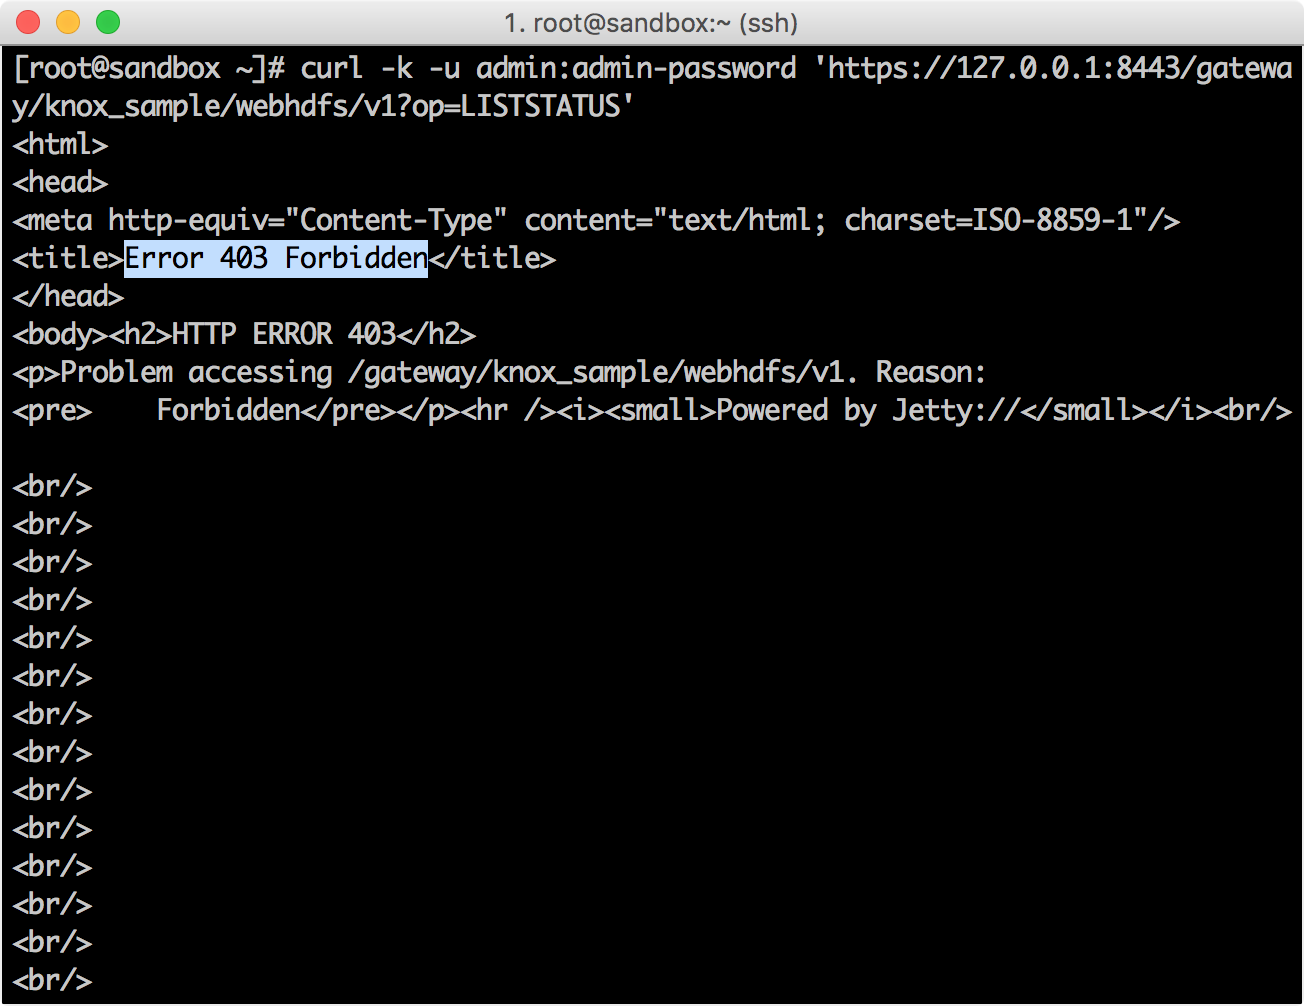 1. root@sandbox:~ (ssh)
[root@sandbox ~]# curl -k -u admin:admin-password 'https://127.0.0.1:8443/gatewa
y/knox_sample/webhdfs/v1?op=LISTSTATUS'
<html>
<head>
<meta http-equiv="Content-Type" content="text/html; charset=ISO-8859-1"/>
<title>Error 403 Forbidden</title>
</head>
<body><h2>HTTP ERROR 403</h2>
<p>Problem accessing /gateway/knox_sample/webhdfs/v1. Reason:
<pre>    Forbidden</pre></p><hr /><i><small>Powered by Jetty://</small></i><br/>
<br/>
<br/>
<br/>
<br/>
<br/>
<br/>
<br/>
<br/>
<br/>
<br/>
<br/>
<br/>
<br/>
<br/>